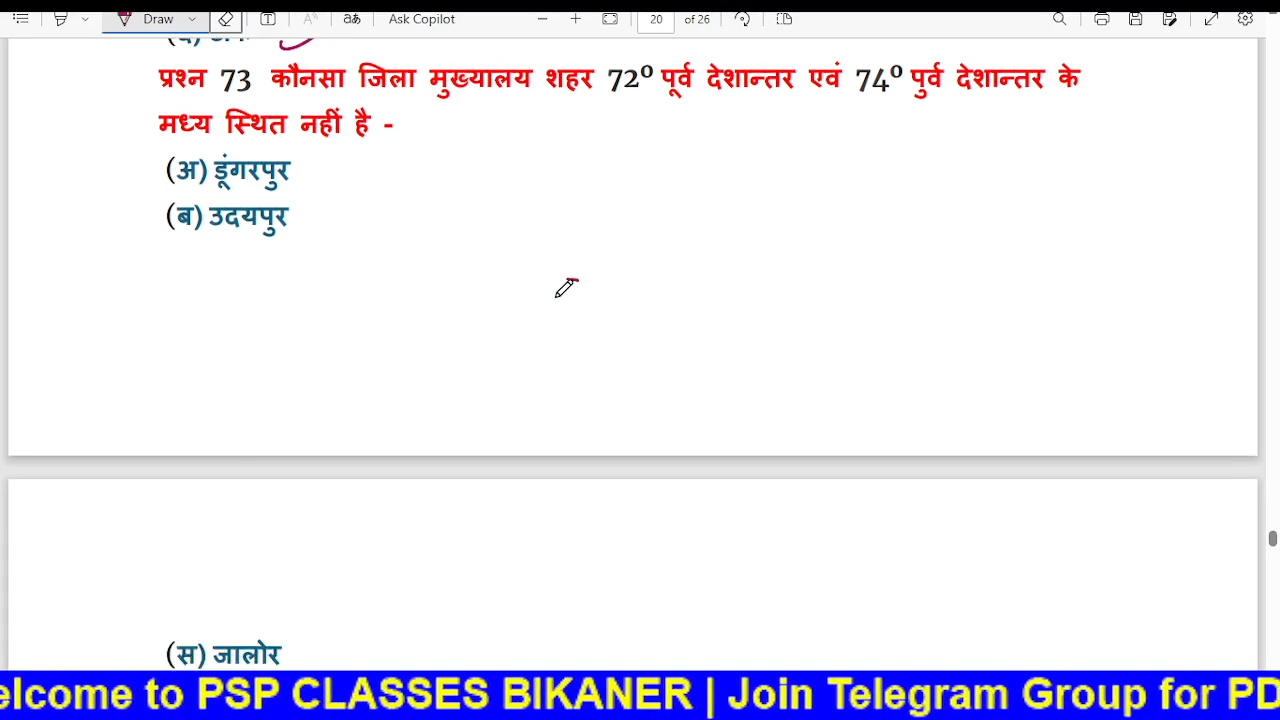 Draw
Ask Copilot
20 of 26
प्रश्न 73 कौनसा जिला मुख्यालय शहर 72⁰ पूर्व देशान्तर एवं 74⁰ पुर्व देशान्तर के
मध्य स्थित नहीं है -
(अ) डूंगरपुर
(ब) उदयपुर
(स) जालोर
elcome to PSP CLASSES BIKANER | Join Telegram Group for PD